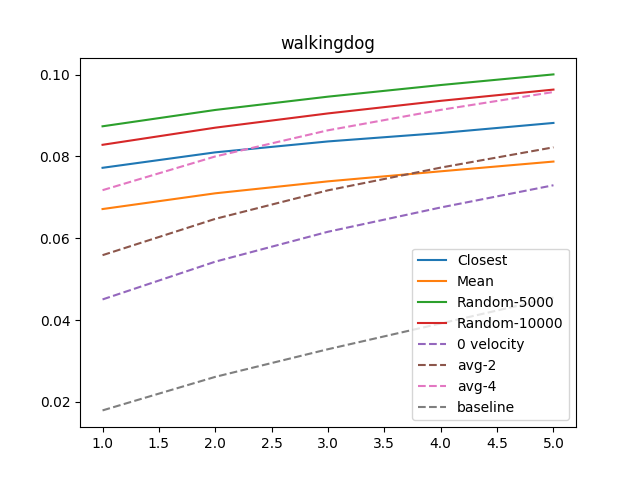 walkingdog
0.10
0.08
0.06
0.04
0.02
1.0 1.5 2.0 2.5 3.0 3.5 4.0 4.5 5.0
Closest
Mean
Random-5000
Random-10000
0 velocity
avg-2
avg-4
baseline